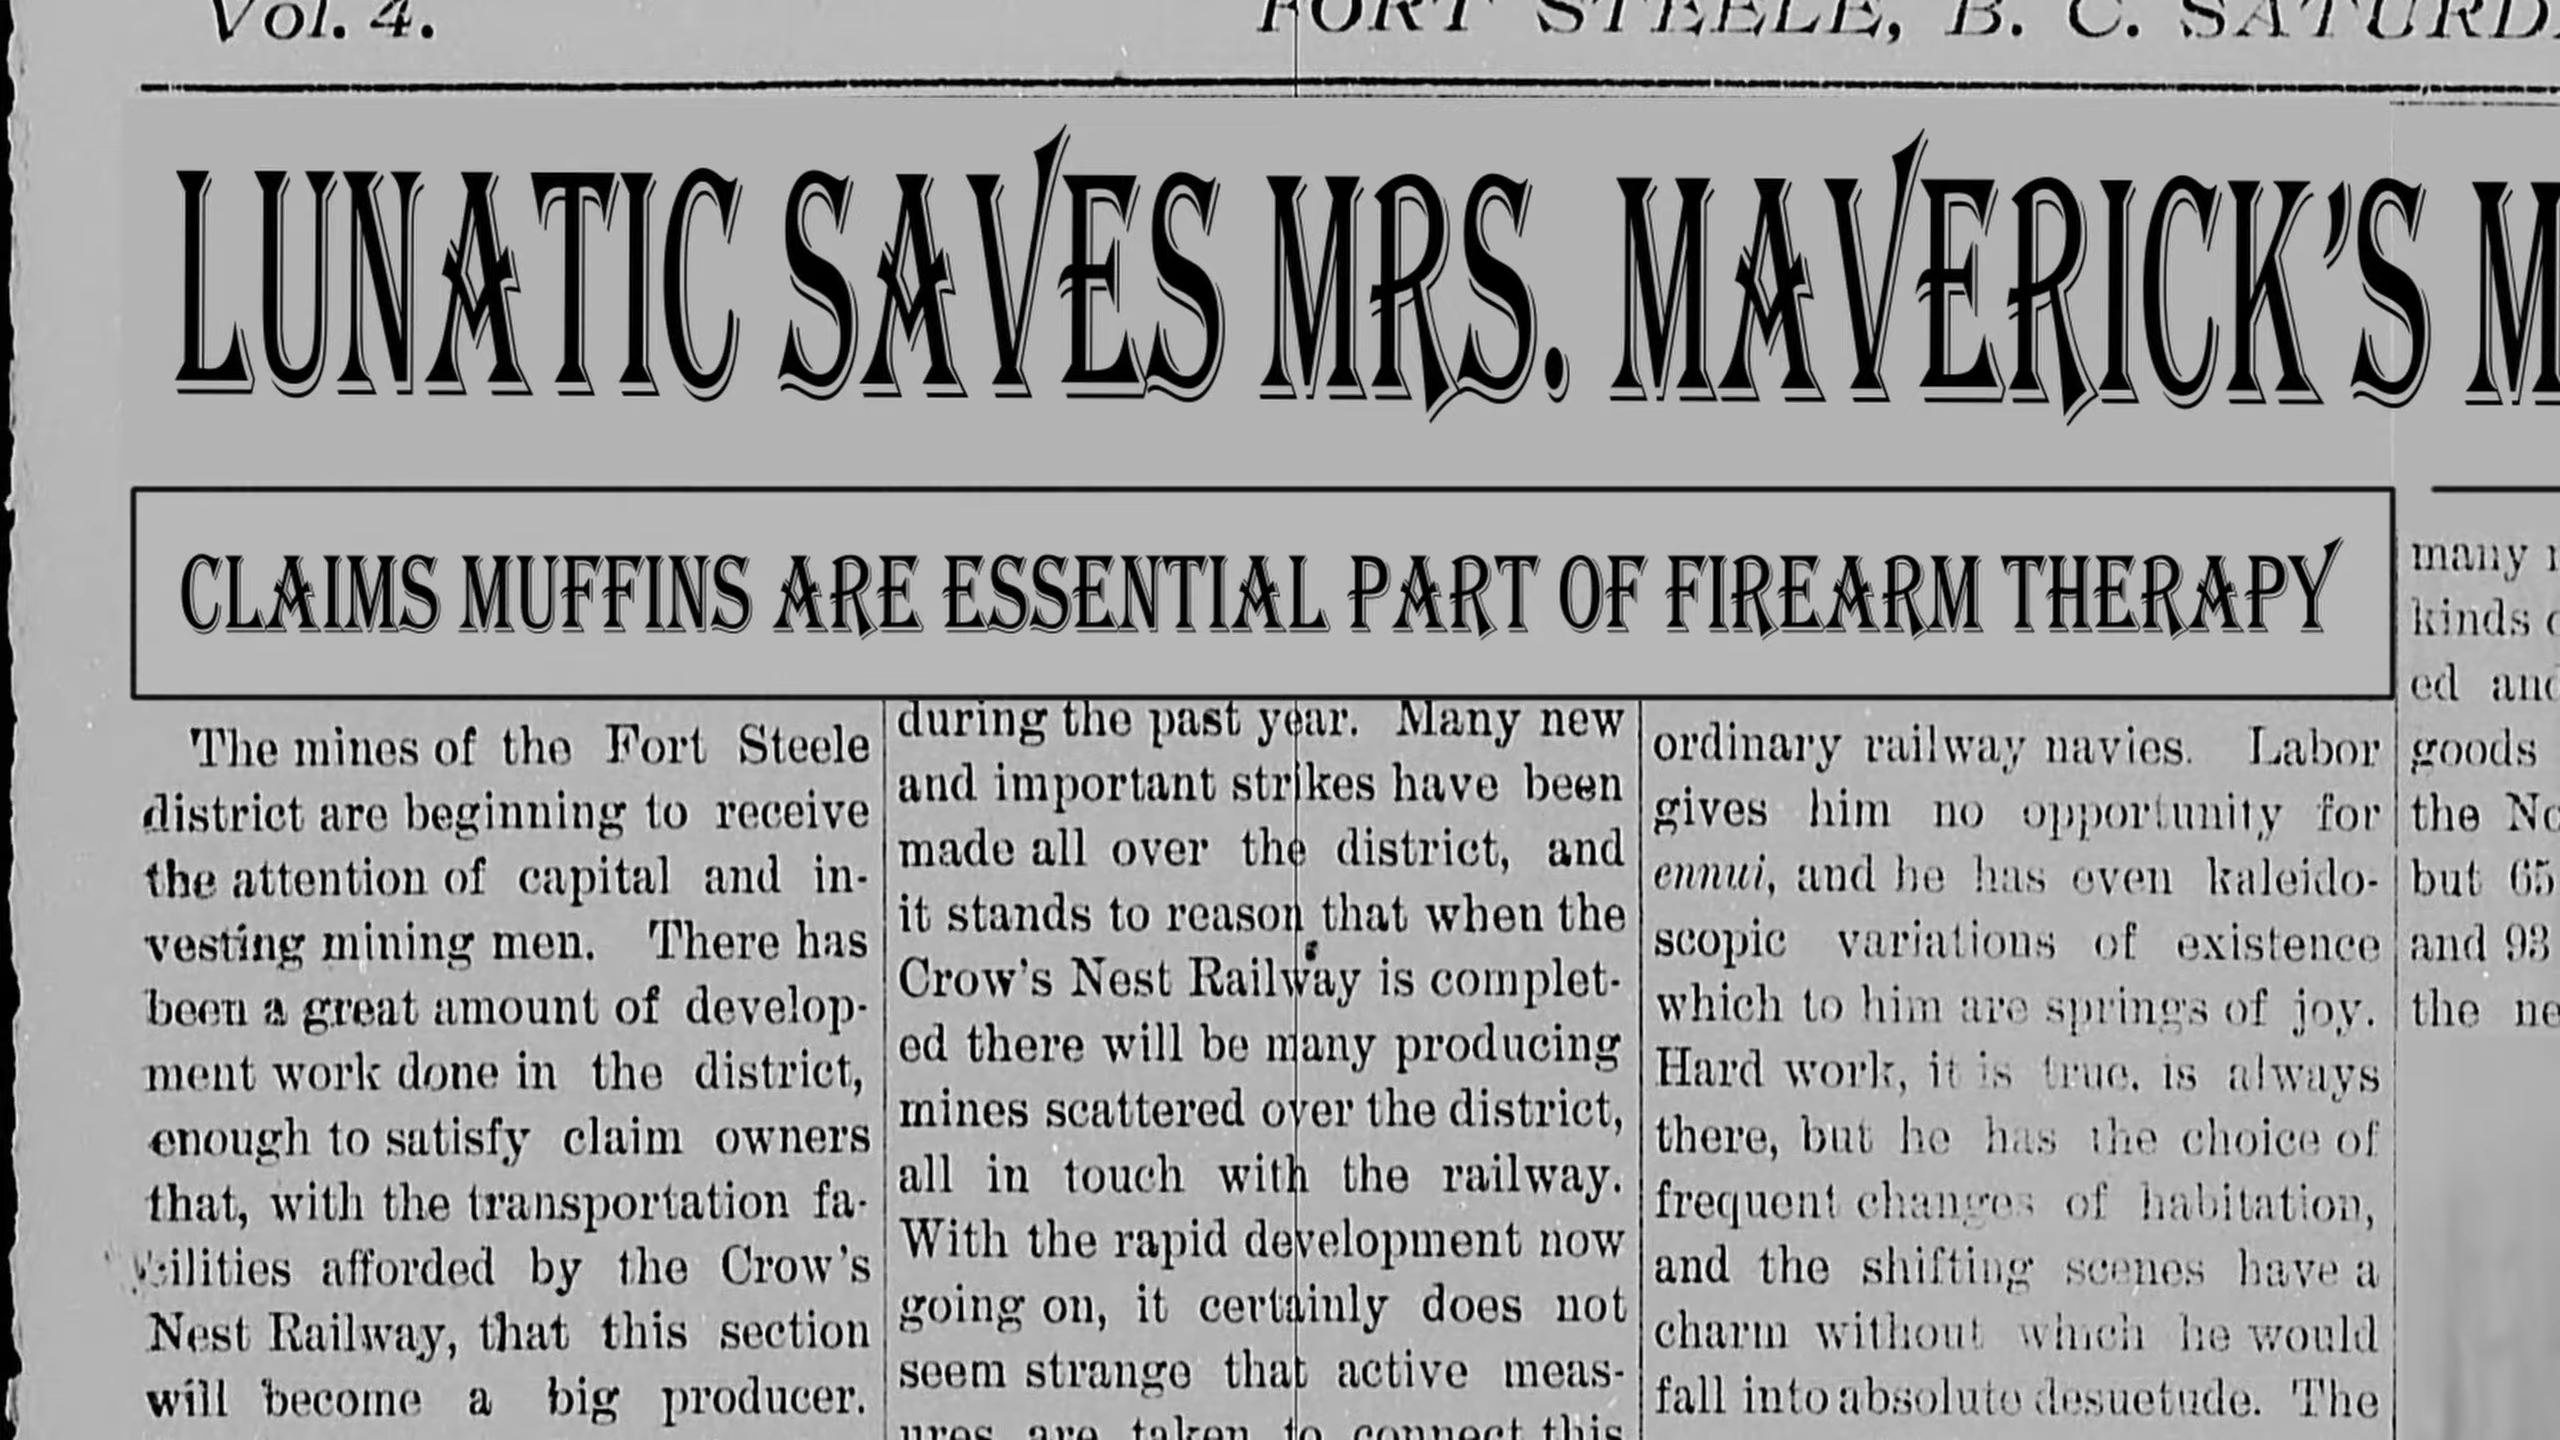 Vol. 4.
FORT STEELE, B. C. SATURD
LUNATIC SAVES MRS. MAVERICK'S M
CLAIMS MUFFINS ARE ESSENTIAL PART OF FIREARM THERAPY
The mines of the Fort Steele
district are beginning to receive
the attention of capital and in-
vesting mining men. There has
been a great amount of develop-
ment work done in the district,
enough to satisfy claim owners
that, with the transportation fa-
cilities afforded by the Crow's
Nest Railway, that this section
will become a big producer.
during the past year. Many new
and important strikes have been
made all over the district, and
it stands to reason that when the
Crow's Nest Railway is complet-
ed there will be many producing
mines scattered over the district,
all in touch with the railway.
With the rapid development now
going on, it certainly does not
seem strange that active meas-
ures are taken to connect this
ordinary railway navies. Labor
gives him no opportunity for
ennui, and he has even kaleido-
scopic variations of existence
which to him are springs of joy.
Hard work, it is true, is always
there, but he has the choice of
frequent changes of habitation,
and the shifting scenes have a
charm without which he would
fall into absolute desuetude. The
many
kinds
ed and
goods
the No
but 65
and 93
the ne